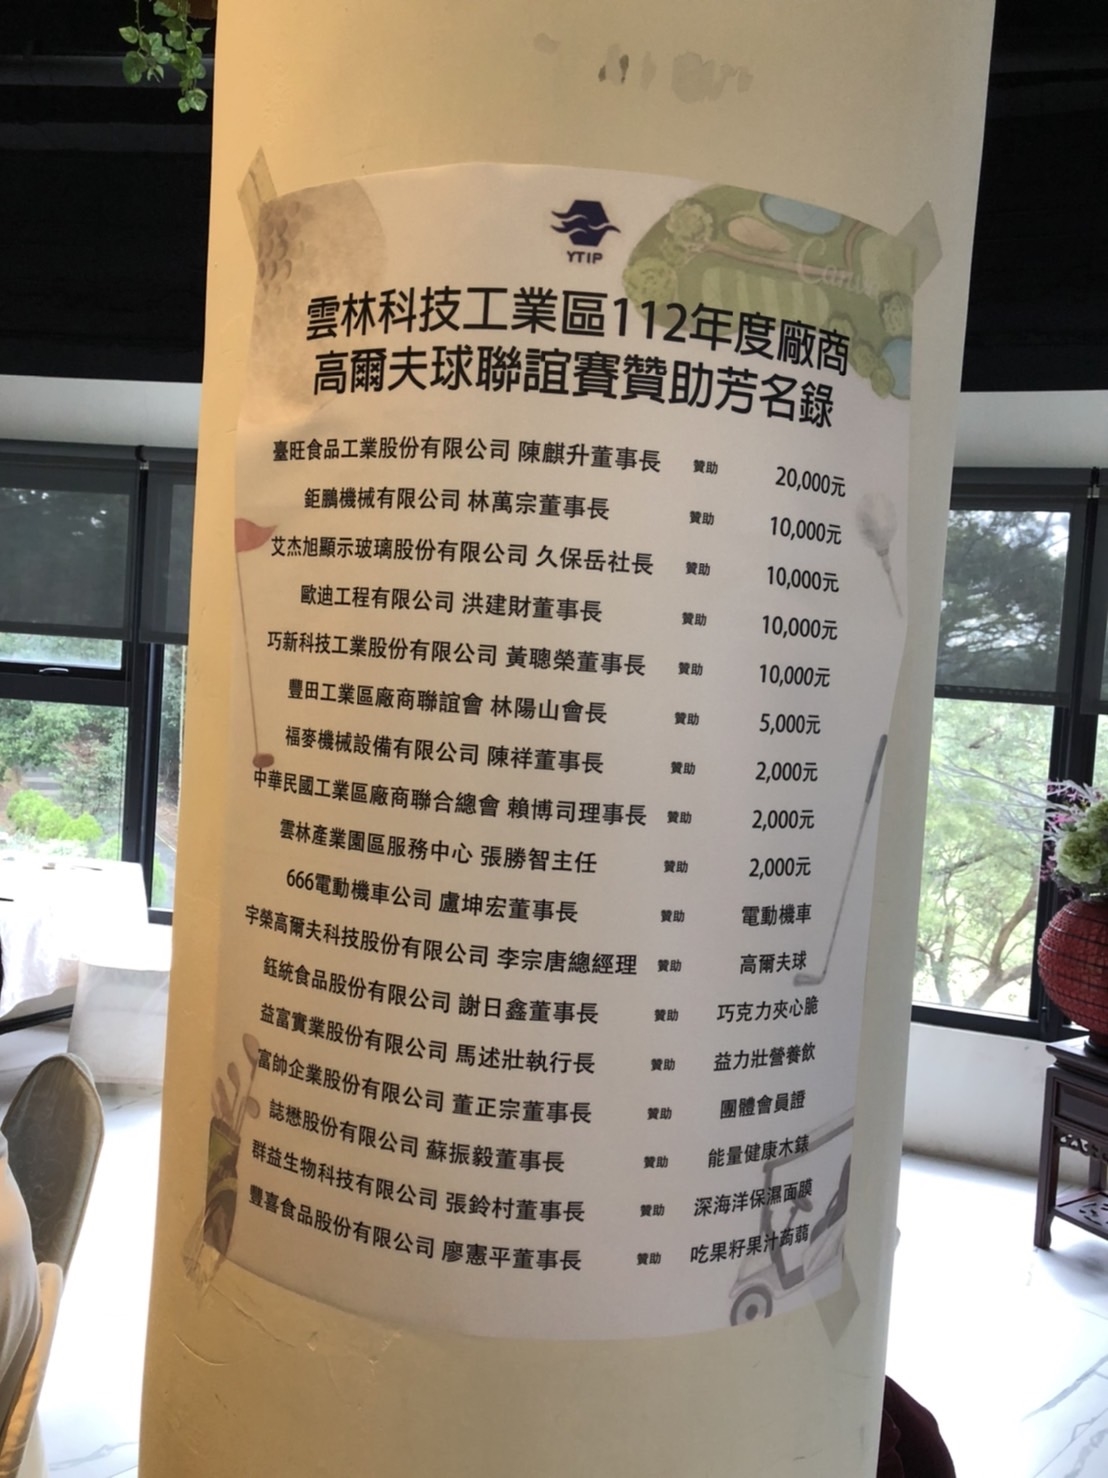 YTIP
Canva
雲林科技工業區112年度廠商
高爾夫球聯誼賽贊助芳名錄
臺旺食品工業股份有限公司 陳麒升董事長 贊助 20,000元
鉅鵬機械有限公司 林萬宗董事長 贊助 10,000元
艾杰旭顯示玻璃股份有限公司 久保岳社長 贊助 10,000元
歐迪工程有限公司 洪建財董事長 贊助 10,000元
巧新科技工業股份有限公司 黃聰榮董事長 贊助 10,000元
豐田工業區廠商聯誼會 林陽山會長 贊助 5,000元
福麥機械設備有限公司 陳祥董事長 贊助 2,000元
中華民國工業區廠商聯合總會 賴博司理事長 贊助 2,000元
雲林產業園區服務中心 張勝智主任 贊助 2,000元
666電動機車公司 盧坤宏董事長 贊助 電動機車
宇榮高爾夫科技股份有限公司 李宗唐總經理 贊助 高爾夫球
鈺統食品股份有限公司 謝日鑫董事長 贊助 巧克力夾心脆
益富實業股份有限公司 馬述壯執行長 贊助 益力壯營養飲
富帥企業股份有限公司 董正宗董事長 贊助 團體會員證
誌懋股份有限公司 蘇振毅董事長 贊助 能量健康木錶
群益生物科技有限公司 張鈴村董事長 贊助 深海洋保濕面膜
豐喜食品股份有限公司 廖憲平董事長 贊助 吃果籽果汁蒟蒻